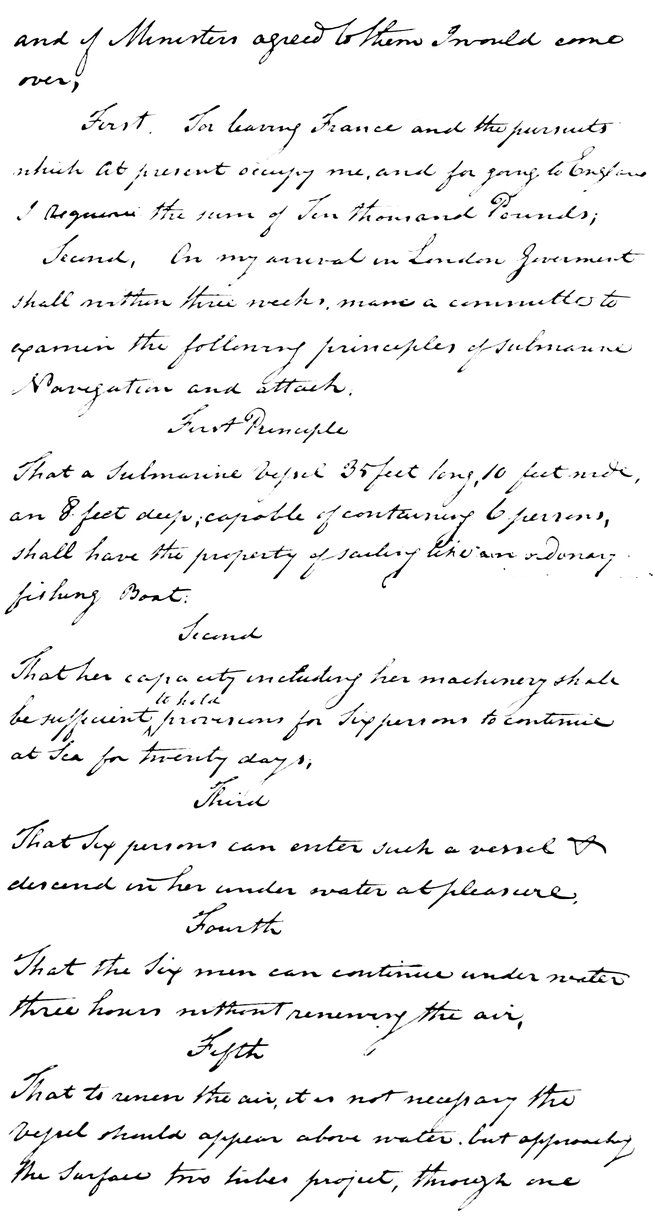 and if Ministers agreed to them I would come
over;
First. For leaving France and the pursuits
which at present occupy me, and for going to England
I require the sum of Ten thousand Pounds;
Second, On my arrival in London Goverment
shall within three weeks, name a committe to
examin the following principles of submarine
Navigation and attack.
First Principle
That a submarine Vessel 35 feet long, 10 feet wide,
an 8 feet deep; capable of containing 6 persons,
shall have the property of sailing like an ordonary
fishing Boat:
Second
That her capacity including her machinery shall
to hold
be sufficient provisions for Six persons to continue
at Sea for twenty days;
Third
That Six persons can enter such a vessel &
descend in her under water at pleasure,
Fourth
That the Six men can continue under water
three hours without renewing the air,
Fifth
That to renew the air, it is not necessary the
Vessel should appear above water. but approaching
the Surface two tubes project, through one